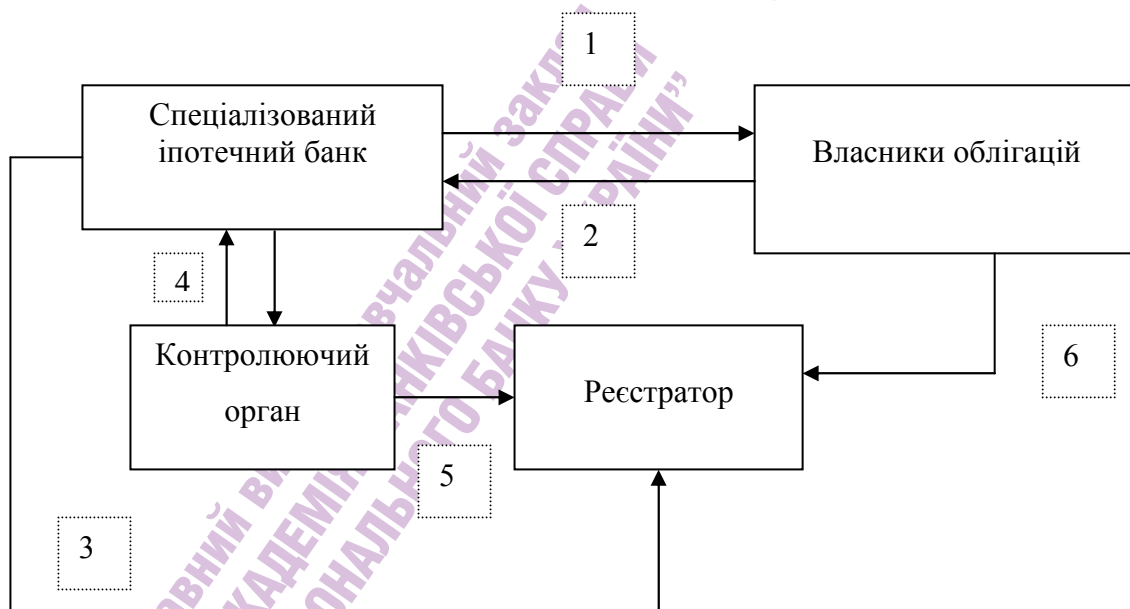 1
Спеціалізований
іпотечний банк
Власники облігацій
2
4
Контролюючий
орган
Реєстратор
6
5
3